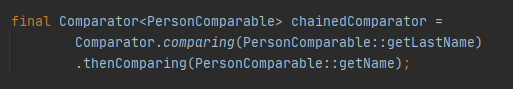 final Comparator<PersonComparable> chainedComparator =
Comparator.comparing(PersonComparable::getLastName)
.thenComparing(PersonComparable::getName);